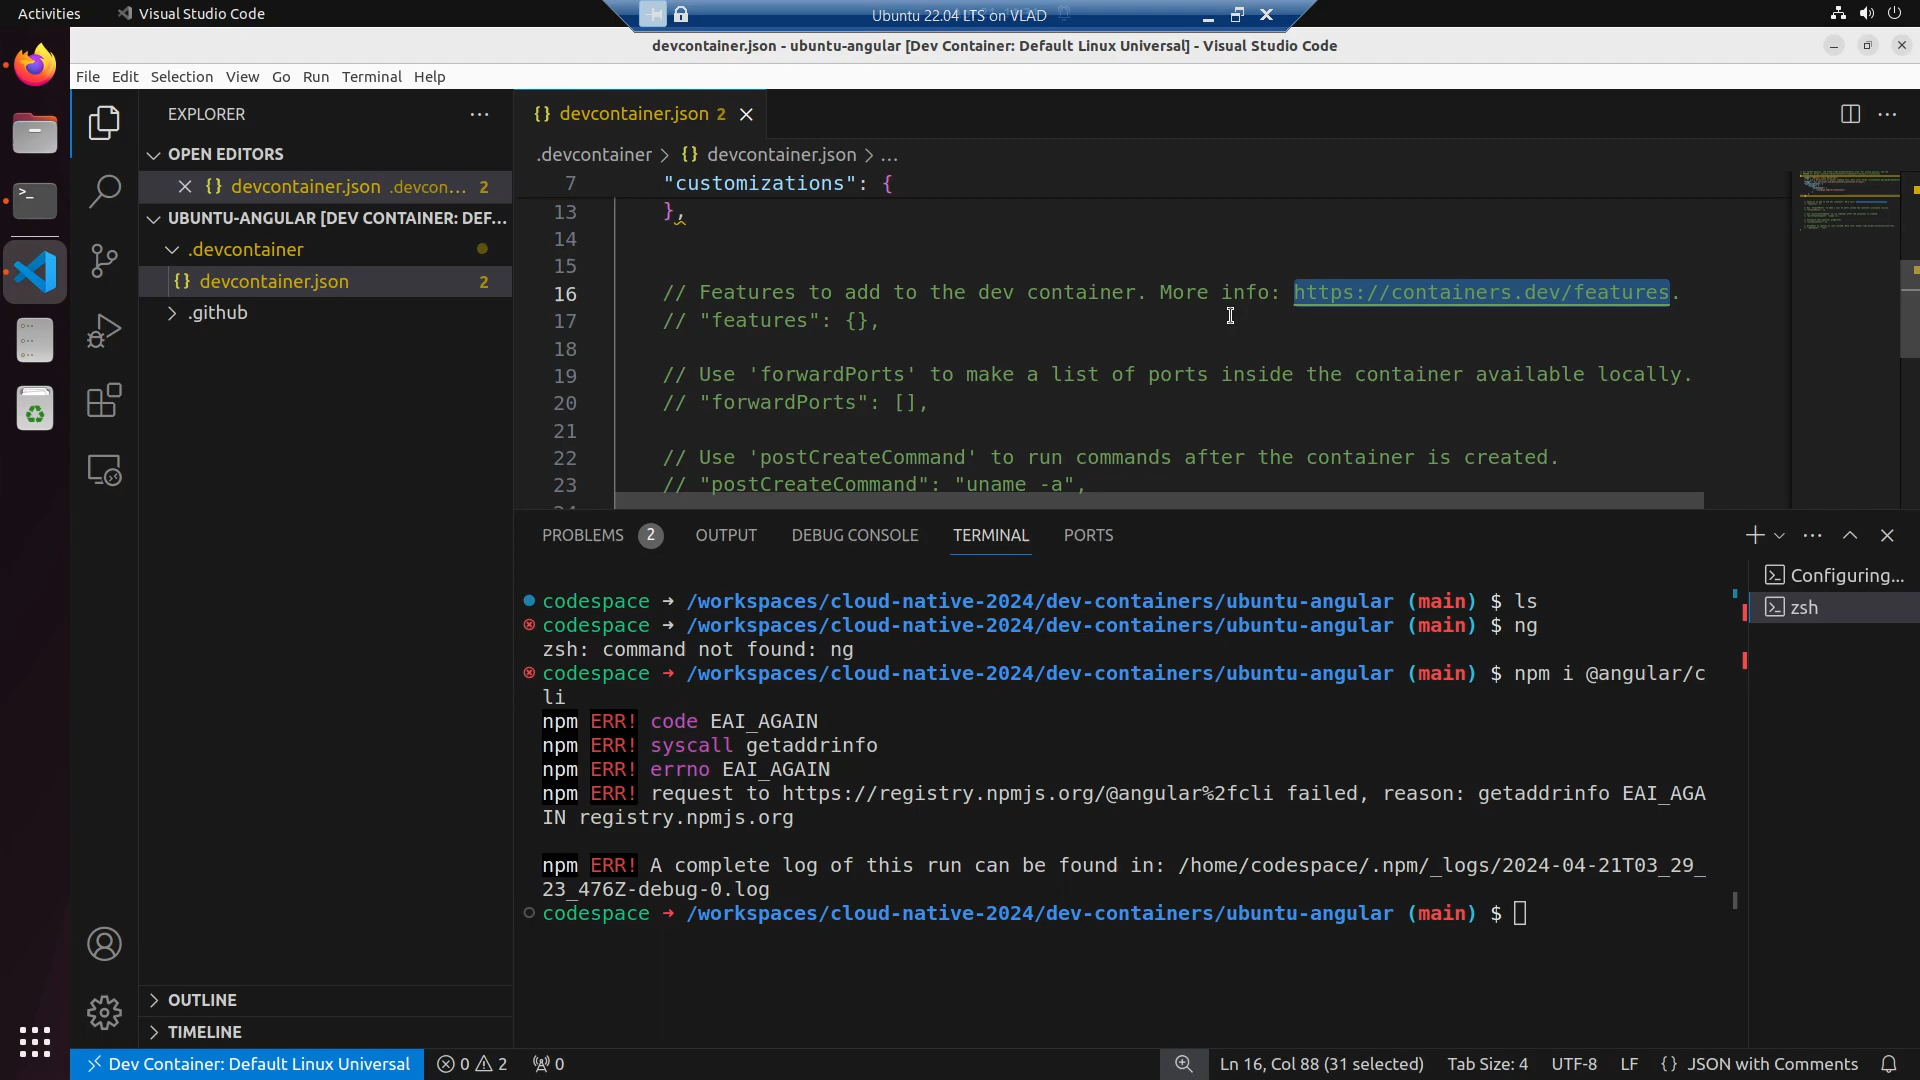 Activities
Visual Studio Code
Ubuntu 22.04 LTS on VLAD
devcontainer.json - ubuntu-angular [Dev Container: Default Linux Universal] - Visual Studio Code
File Edit Selection View Go Run Terminal Help
EXPLORER
OPEN EDITORS
{} devcontainer.json .devcon... 2
UBUNTU-ANGULAR [DEV CONTAINER: DEF...
.devcontainer
{} devcontainer.json 2
.github
OUTLINE
TIMELINE
{} devcontainer.json 2
.devcontainer > {} devcontainer.json > ...
7 "customizations": {
13 },
14
15
16 // Features to add to the dev container. More info: https://containers.dev/features.
17 // "features": {},
18
19 // Use 'forwardPorts' to make a list of ports inside the container available locally.
20 // "forwardPorts": [],
21
22 // Use 'postCreateCommand' to run commands after the container is created.
23 // "postCreateCommand": "uname -a",
PROBLEMS 2 OUTPUT DEBUG CONSOLE TERMINAL PORTS
codespace ➜ /workspaces/cloud-native-2024/dev-containers/ubuntu-angular (main) $ ls
codespace ➜ /workspaces/cloud-native-2024/dev-containers/ubuntu-angular (main) $ ng
zsh: command not found: ng
codespace ➜ /workspaces/cloud-native-2024/dev-containers/ubuntu-angular (main) $ npm i @angular/c
li
npm ERR! code EAI_AGAIN
npm ERR! syscall getaddrinfo
npm ERR! errno EAI_AGAIN
npm ERR! request to https://registry.npmjs.org/@angular%2fcli failed, reason: getaddrinfo EAI_AGA
IN registry.npmjs.org
npm ERR! A complete log of this run can be found in: /home/codespace/.npm/_logs/2024-04-21T03_29_
23_476Z-debug-0.log
codespace ➜ /workspaces/cloud-native-2024/dev-containers/ubuntu-angular (main) $
Configuring...
zsh
Dev Container: Default Linux Universal
0 2
0
Ln 16, Col 88 (31 selected)
Tab Size: 4
UTF-8
LF
{} JSON with Comments